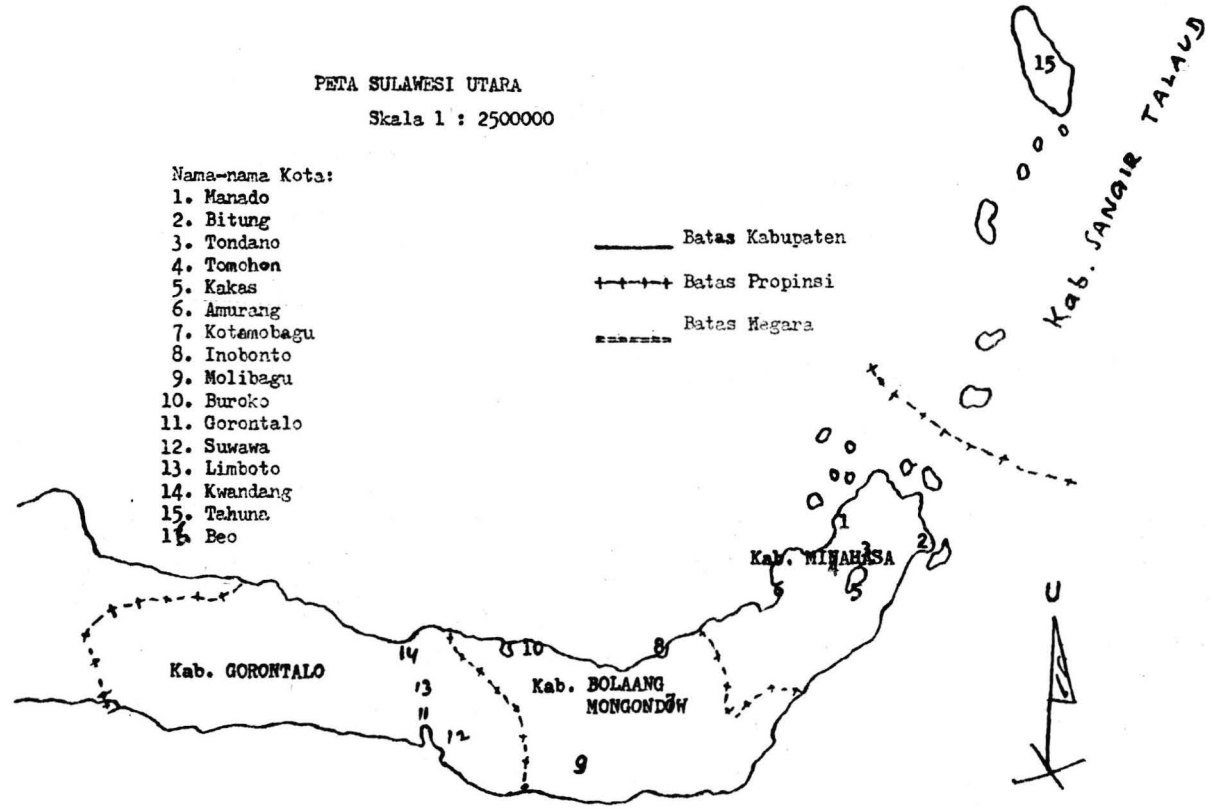 PETA SULAWESI UTARA
Skala 1 : 2500000
Nama-nama Kota:
1. Manado
2. Bitung
3. Tondano
4. Tomohon
5. Kakas
6. Amurang
7. Kotamobagu
8. Inobonto
9. Molibagu
10. Buroko
11. Gorontalo
12. Suwawa
13. Limboto
14. Kwandang
15. Tahuna
16 Beo
Batas Kabupaten
Batas Propinsi
Batas Negara
15
Kab. SANGIR TALAUD
1
2
3
Kab. MINAHASA
4
5
6
U
14
10
8
Kab. GORONTALO
Kab. BOLAANG
MONGONDOW
7
13
11
12
9